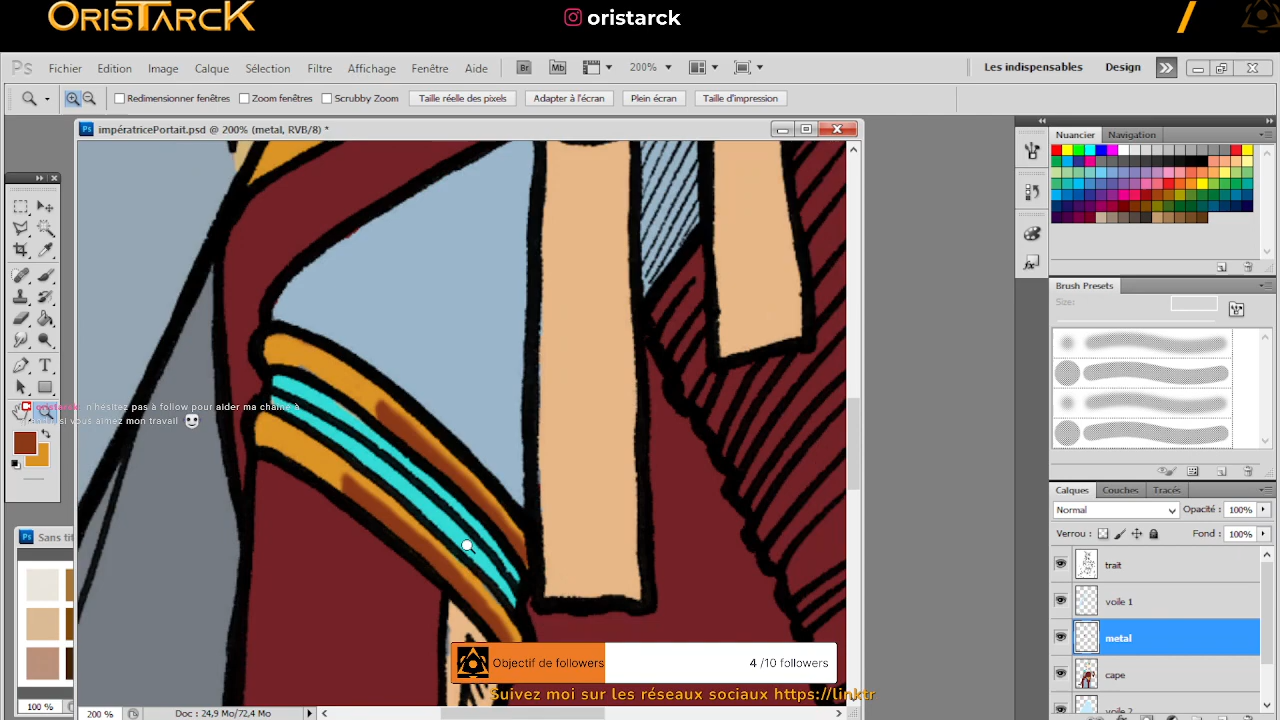 ORISTARCK
oristarck
Ps Fichier Edition Image Calque Sélection Filtre Affichage Fenêtre Aide Br Mb 200% Les indispensables Design
Redimensionner fenêtres Zoom fenêtres Scrubby Zoom Taille réelle des pixels Adapter à l'écran Plein écran Taille d'impression
impératricePortait.psd @ 200% (metal, RVB/8) *
Nuancier Navigation
Brush Presets
Size:
oristarck n hésitez pas à follow pour aider ma chaîne à
si vous aimez mon travail
Calques Couches Tracés
Normal Opacité : 100%
Verrou : Fond : 100%
trait
voile 1
metal
cape
voile 2
Sans ti
100 %
Objectif de followers 4 /10 followers
Suivez moi sur les réseaux sociaux https://linktr
200 % Doc : 24,9 Mo/72,4 Mo